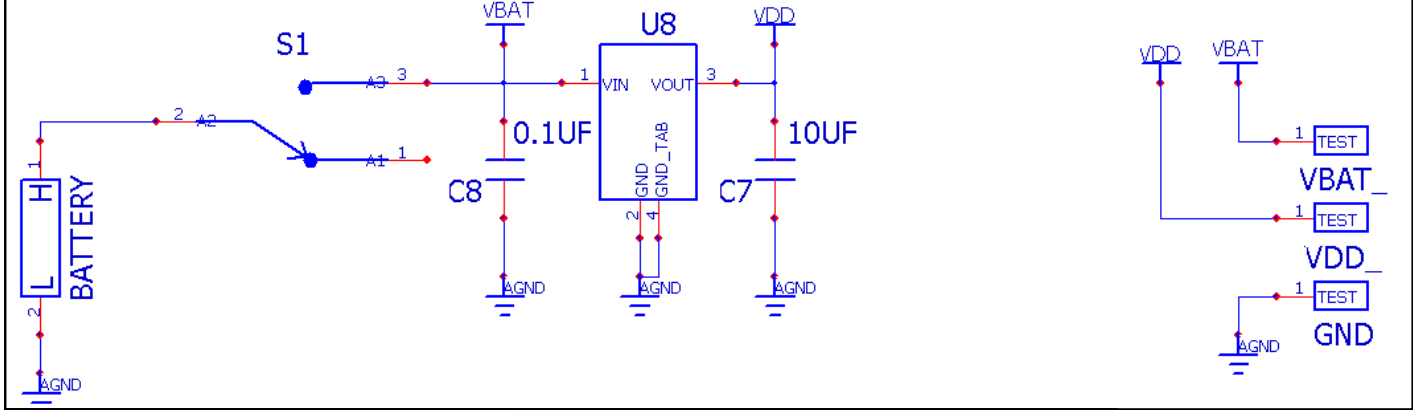 VBAT
U8
VDD
S1
A3 3
1 VIN
VOUT 3
2 A2
A1 1
0.1UF
C8
GND
GND_TAB
2
4
10UF
C7
1
H
L
BATTERY
2
AGND
AGND
AGND
AGND
VDD
VBAT
1 TEST
VBAT_
1 TEST
VDD_
1 TEST
GND
AGND